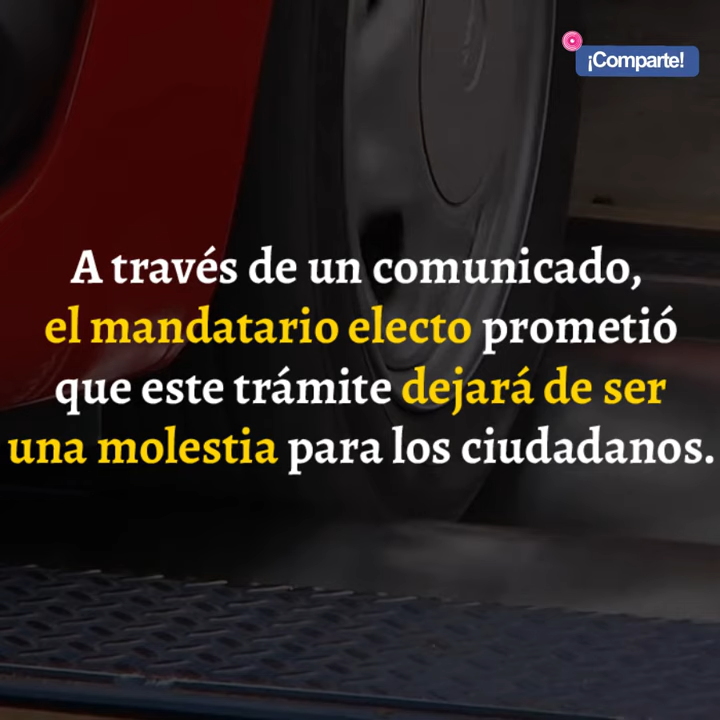 ¡Comparte!
A través de un comunicado,
el mandatario electo prometió
que este trámite dejará de ser
una molestia para los ciudadanos.